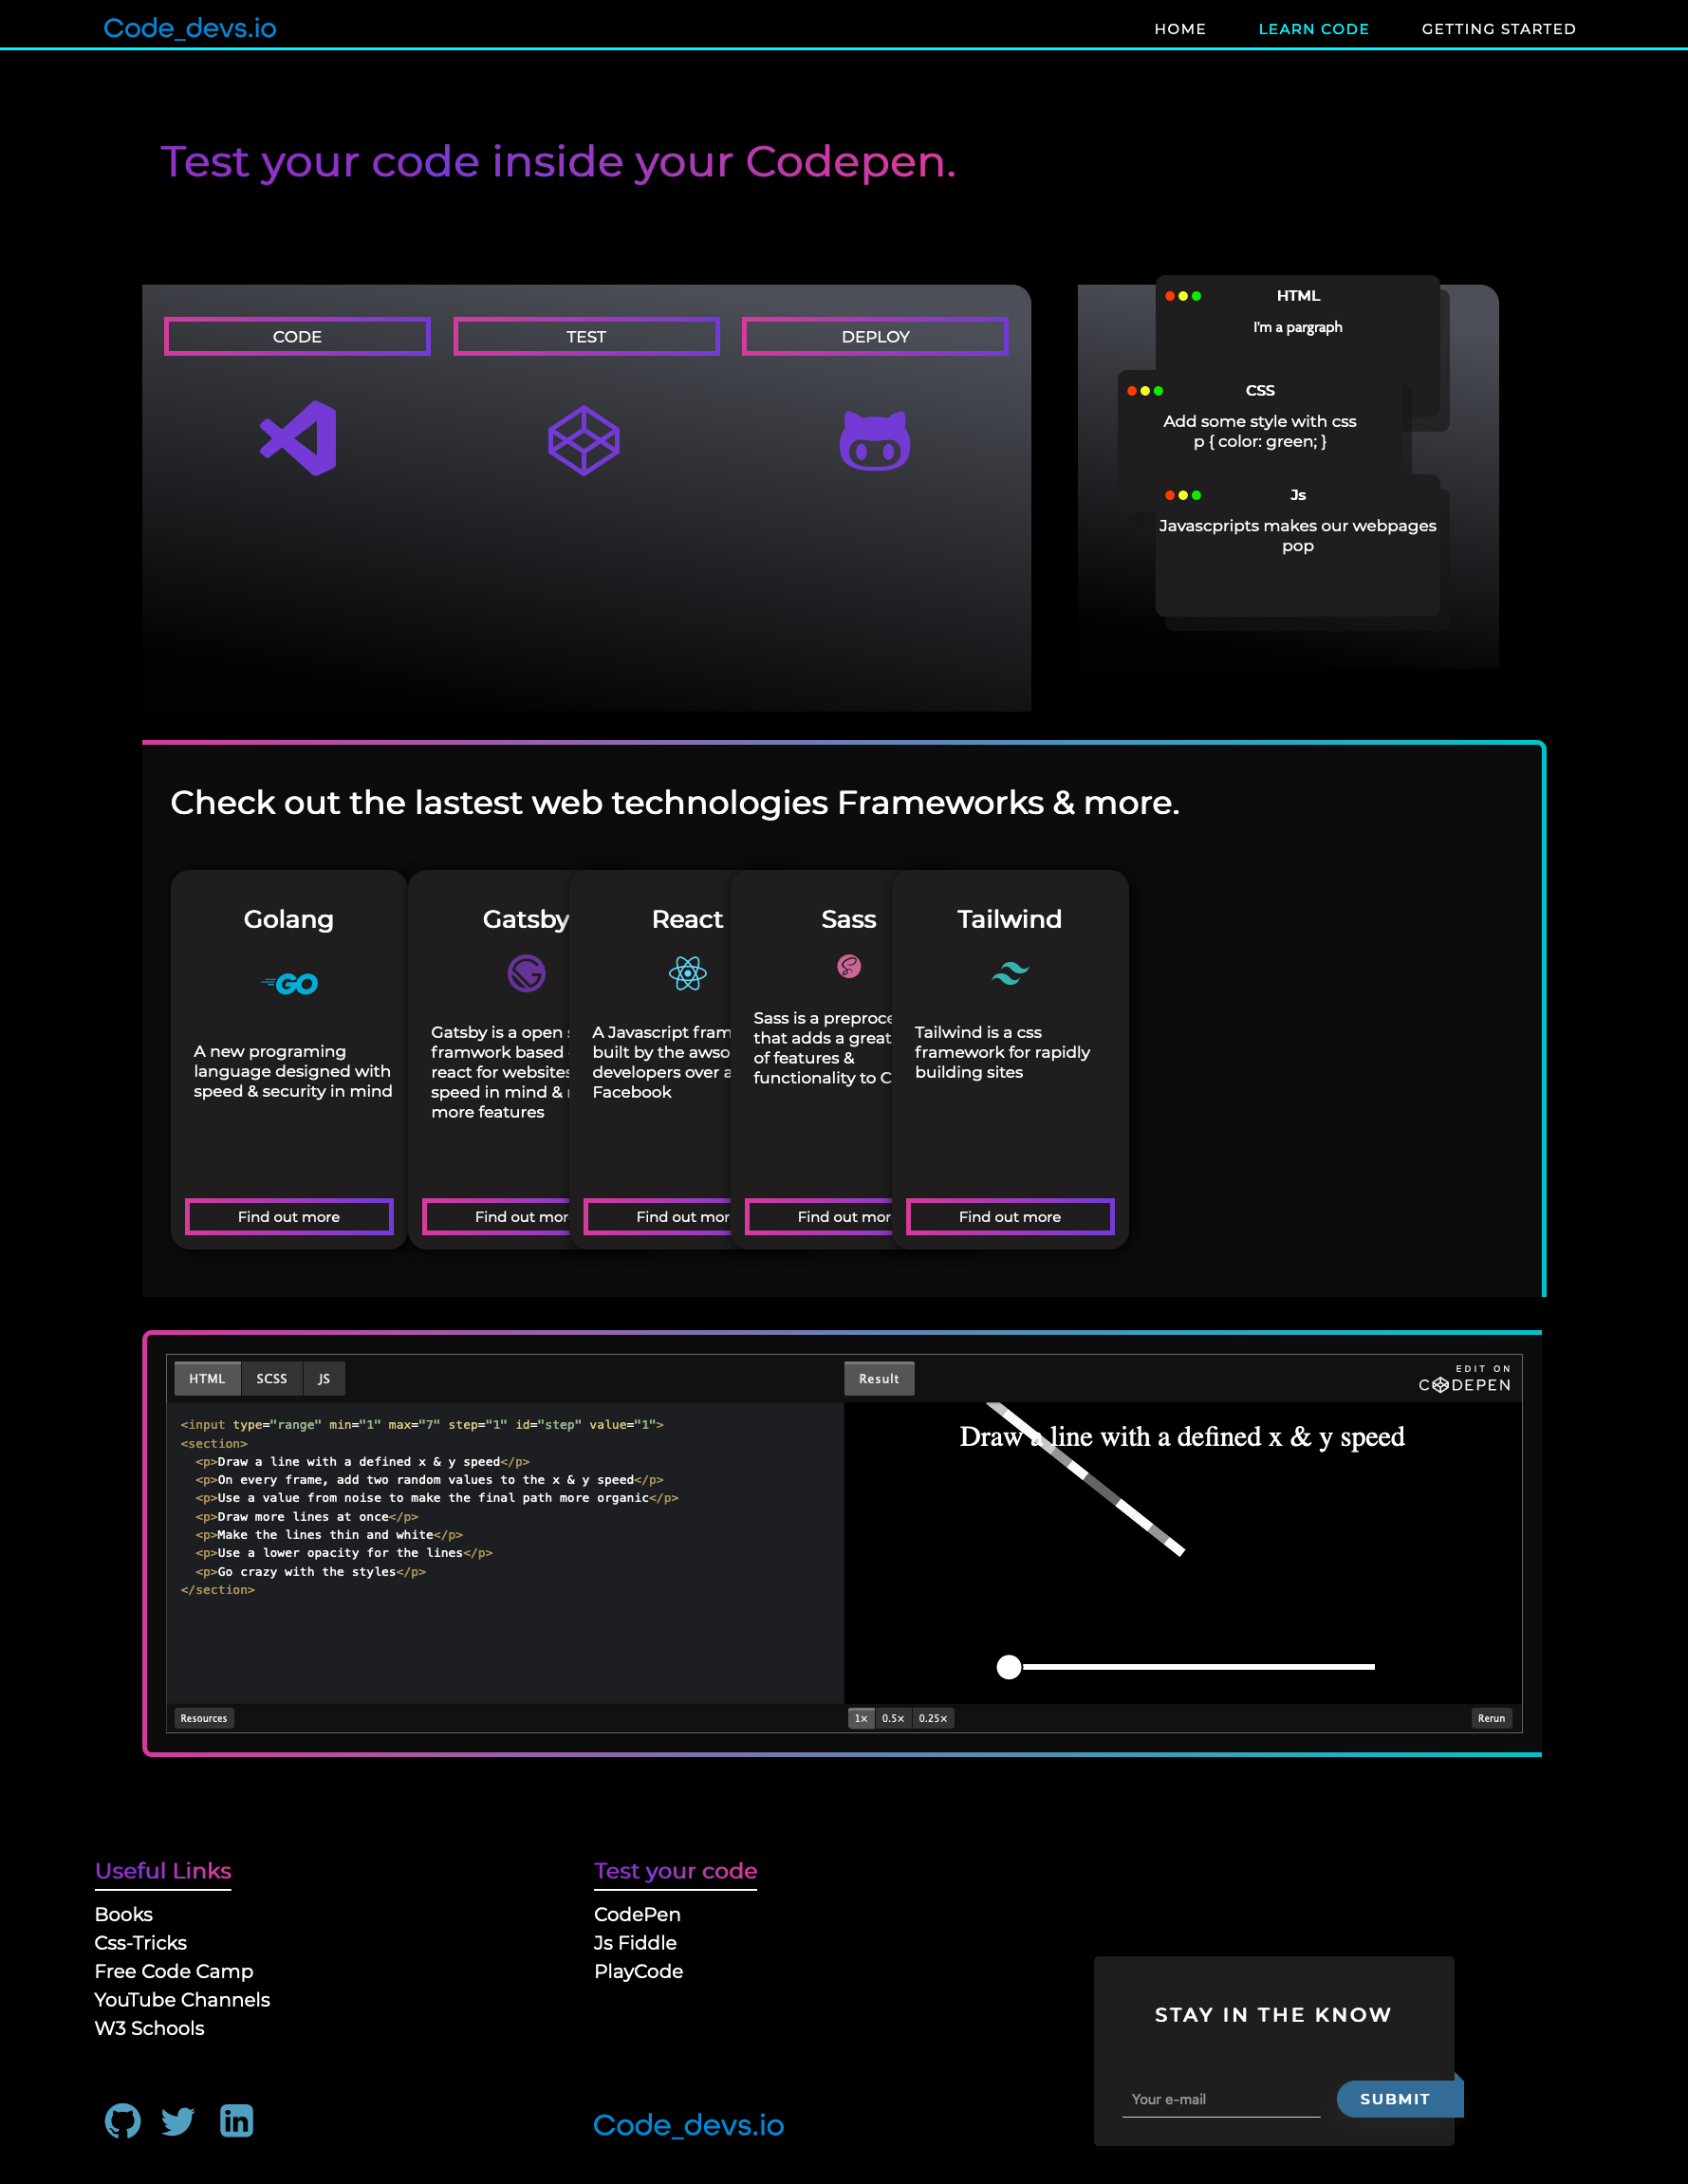 Code_devs.io
HOME
LEARN CODE
GETTING STARTED
Test your code inside your Codepen.
CODE
TEST
DEPLOY
HTML
I'm a pargraph
CSS
Add some style with css
p { color: green; }
Js
Javascpripts makes our webpages
pop
Check out the lastest web technologies Frameworks & more.
Golang
GO
A new programing
language designed with
speed & security in mind
Find out more
Gatsby
Gatsby is a open
framwork based
react for websites
speed in mind &
more features
Find out mor
React
A Javascript fram
built by the awso
developers over a
Facebook
Find out mor
Sass
Sass is a preproce
that adds a great
of features &
functionality to C
Find out mor
Tailwind
Tailwind is a css
framework for rapidly
building sites
Find out more
HTML
SCSS
JS
Result
EDIT ON
CODEPEN
<input type="range" min="1" max="7" step="1" id="step" value="1">
<section>
<p>Draw a line with a defined x & y speed</p>
<p>On every frame, add two random values to the x & y speed</p>
<p>Use a value from noise to make the final path more organic</p>
<p>Draw more lines at once</p>
<p>Make the lines thin and white</p>
<p>Use a lower opacity for the lines</p>
<p>Go crazy with the styles</p>
</section>
Draw a line with a defined x & y speed
Resources
1×
0.5×
0.25×
Rerun
Useful Links
Books
Css-Tricks
Free Code Camp
YouTube Channels
W3 Schools
Test your code
CodePen
Js Fiddle
PlayCode
STAY IN THE KNOW
Your e-mail
SUBMIT
in
Code_devs.io